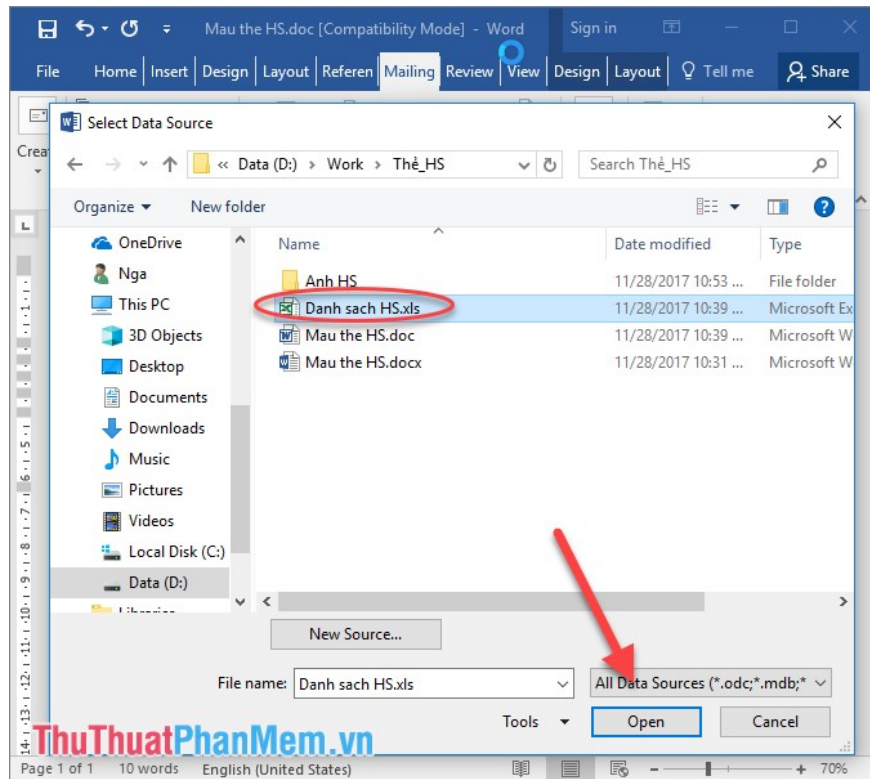 Mau the HS.doc [Compatibility Mode] - Word Sign in
File Home Insert Design Layout Referen Mailing Review View Design Layout Tell me Share
Select Data Source
Crea
« Data (D:) › Work › Thẻ_HS Search Thẻ_HS
Organize New folder
OneDrive
Nga
This PC
3D Objects
Desktop
Documents
Downloads
Music
Pictures
Videos
Local Disk (C:)
Data (D:)
Name Date modified Type
Anh HS 11/28/2017 10:53 ... File folder
Danh sach HS.xls 11/28/2017 10:39 ... Microsoft Ex
Mau the HS.doc 11/28/2017 10:39 ... Microsoft W
Mau the HS.docx 11/28/2017 10:31 ... Microsoft W
New Source...
File name: Danh sach HS.xls All Data Sources (*.odc;*.mdb;*
Tools Open Cancel
ThuThuatPhanMem.vn
Page 1 of 1 10 words English (United States) 70%